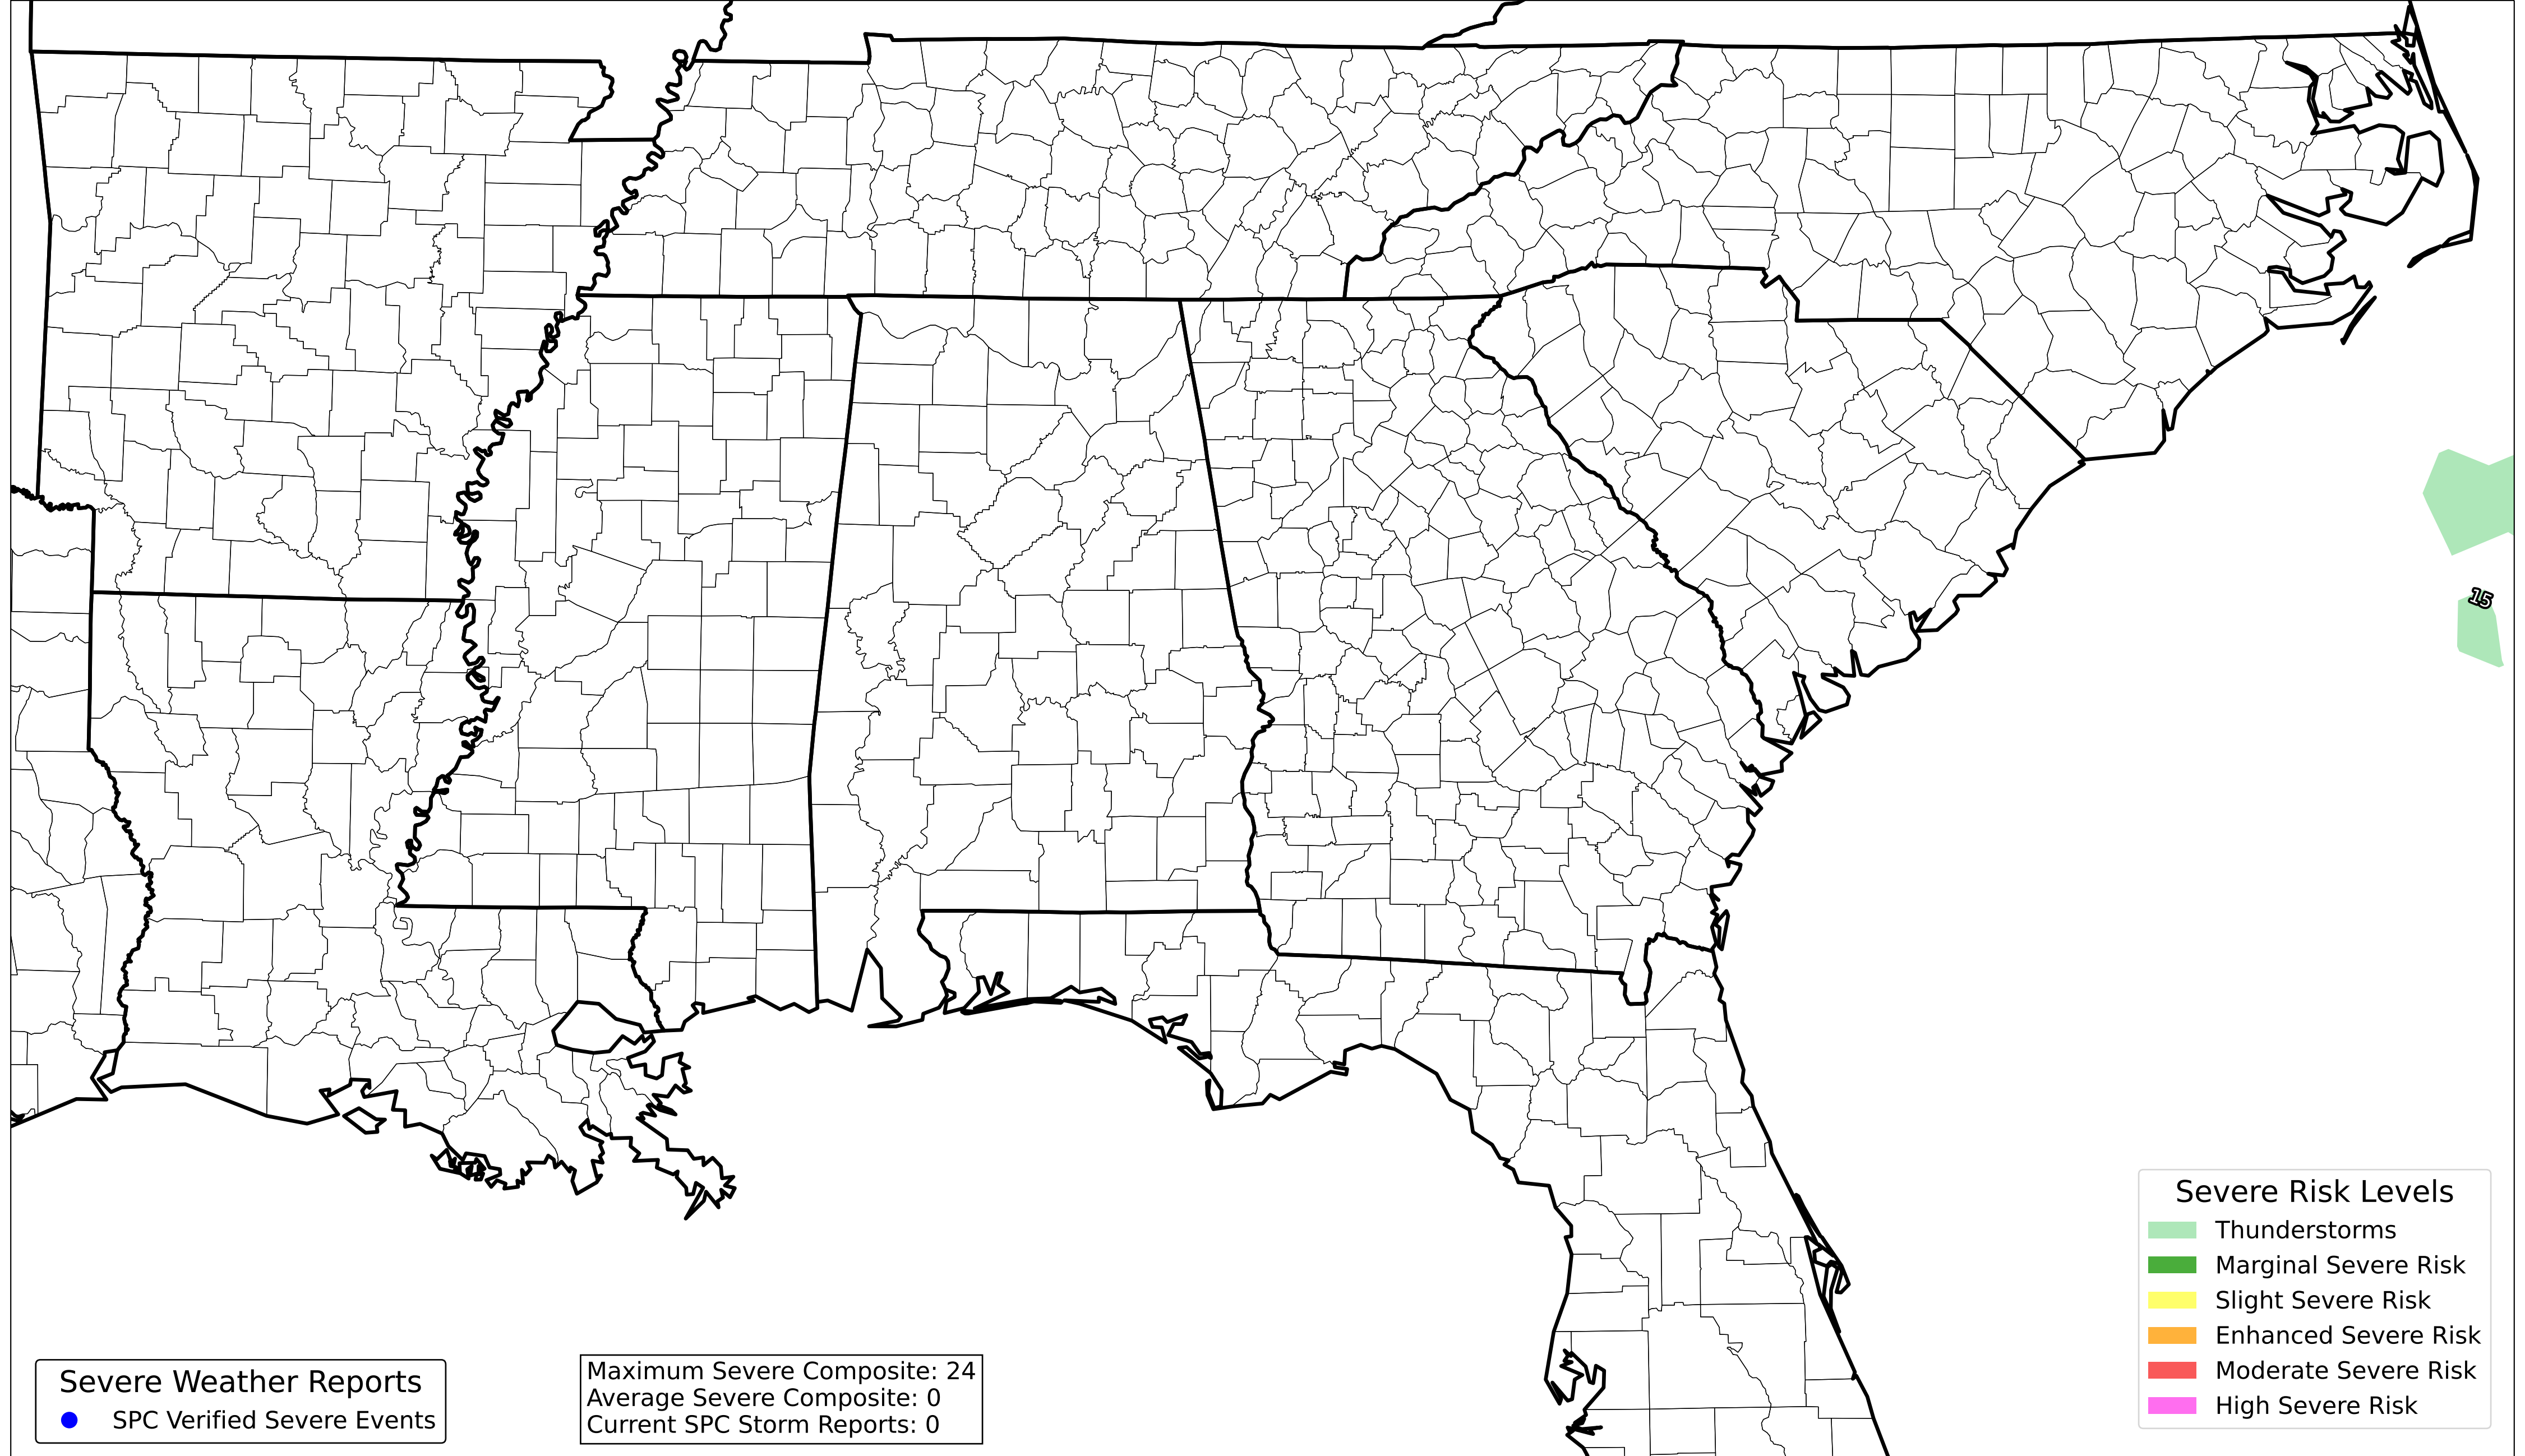 15
Severe Risk Levels
Thunderstorms
Marginal Severe Risk
Slight Severe Risk
Enhanced Severe Risk
Moderate Severe Risk
High Severe Risk
Severe Weather Reports
SPC Verified Severe Events
Maximum Severe Composite: 24
Average Severe Composite: 0
Current SPC Storm Reports: 0